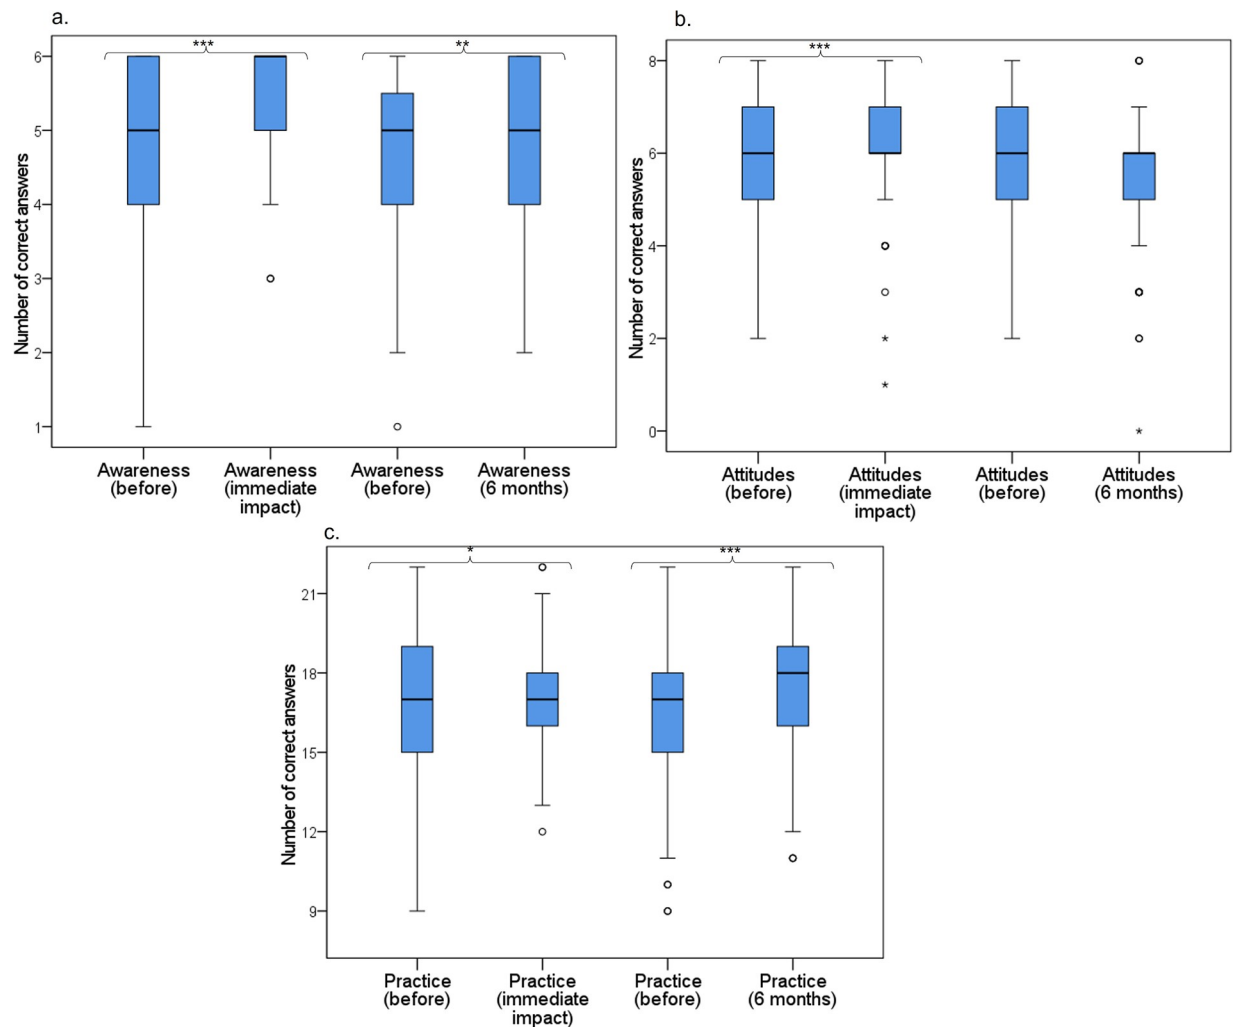 a.
***
**
Number of correct answers
6
5
4
3
2
1
Awareness (before)
Awareness (immediate impact)
Awareness (before)
Awareness (6 months)
b.
***
Number of correct answers
8
6
4
2
0
*
*
*
Attitudes (before)
Attitudes (immediate impact)
Attitudes (before)
Attitudes (6 months)
c.
*
***
Number of correct answers
21
18
15
12
9
Practice (before)
Practice (immediate impact)
Practice (before)
Practice (6 months)